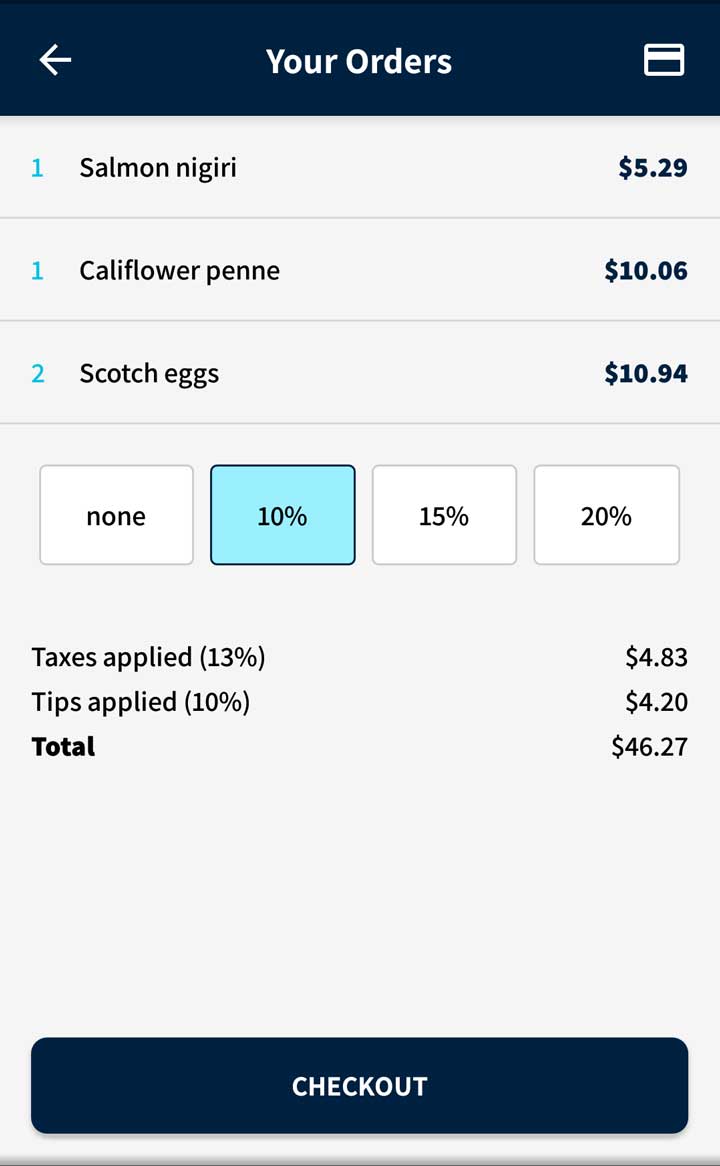 Your Orders
1 Salmon nigiri $5.29
1 Califlower penne $10.06
2 Scotch eggs $10.94
none 10% 15% 20%
Taxes applied (13%) $4.83
Tips applied (10%) $4.20
Total $46.27
CHECKOUT